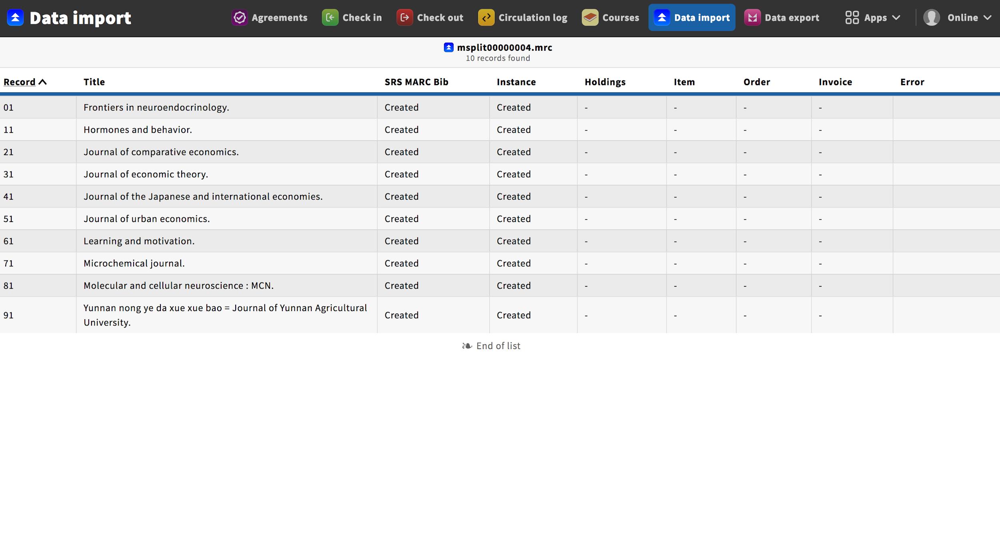 Data import Agreements Check in Check out Circulation log Courses Data import Data export Apps Online
msplit00000004.mrc
10 records found
Record Title SRS MARC Bib Instance Holdings Item Order Invoice Error
01 Frontiers in neuroendocrinology. Created Created - - - -
11 Hormones and behavior. Created Created - - - -
21 Journal of comparative economics. Created Created - - - -
31 Journal of economic theory. Created Created - - - -
41 Journal of the Japanese and international economies. Created Created - - - -
51 Journal of urban economics. Created Created - - - -
61 Learning and motivation. Created Created - - - -
71 Microchemical journal. Created Created - - - -
81 Molecular and cellular neuroscience : MCN. Created Created - - - -
91 Yunnan nong ye da xue xue bao = Journal of Yunnan Agricultural Created Created - - - -
University.
❧ End of list